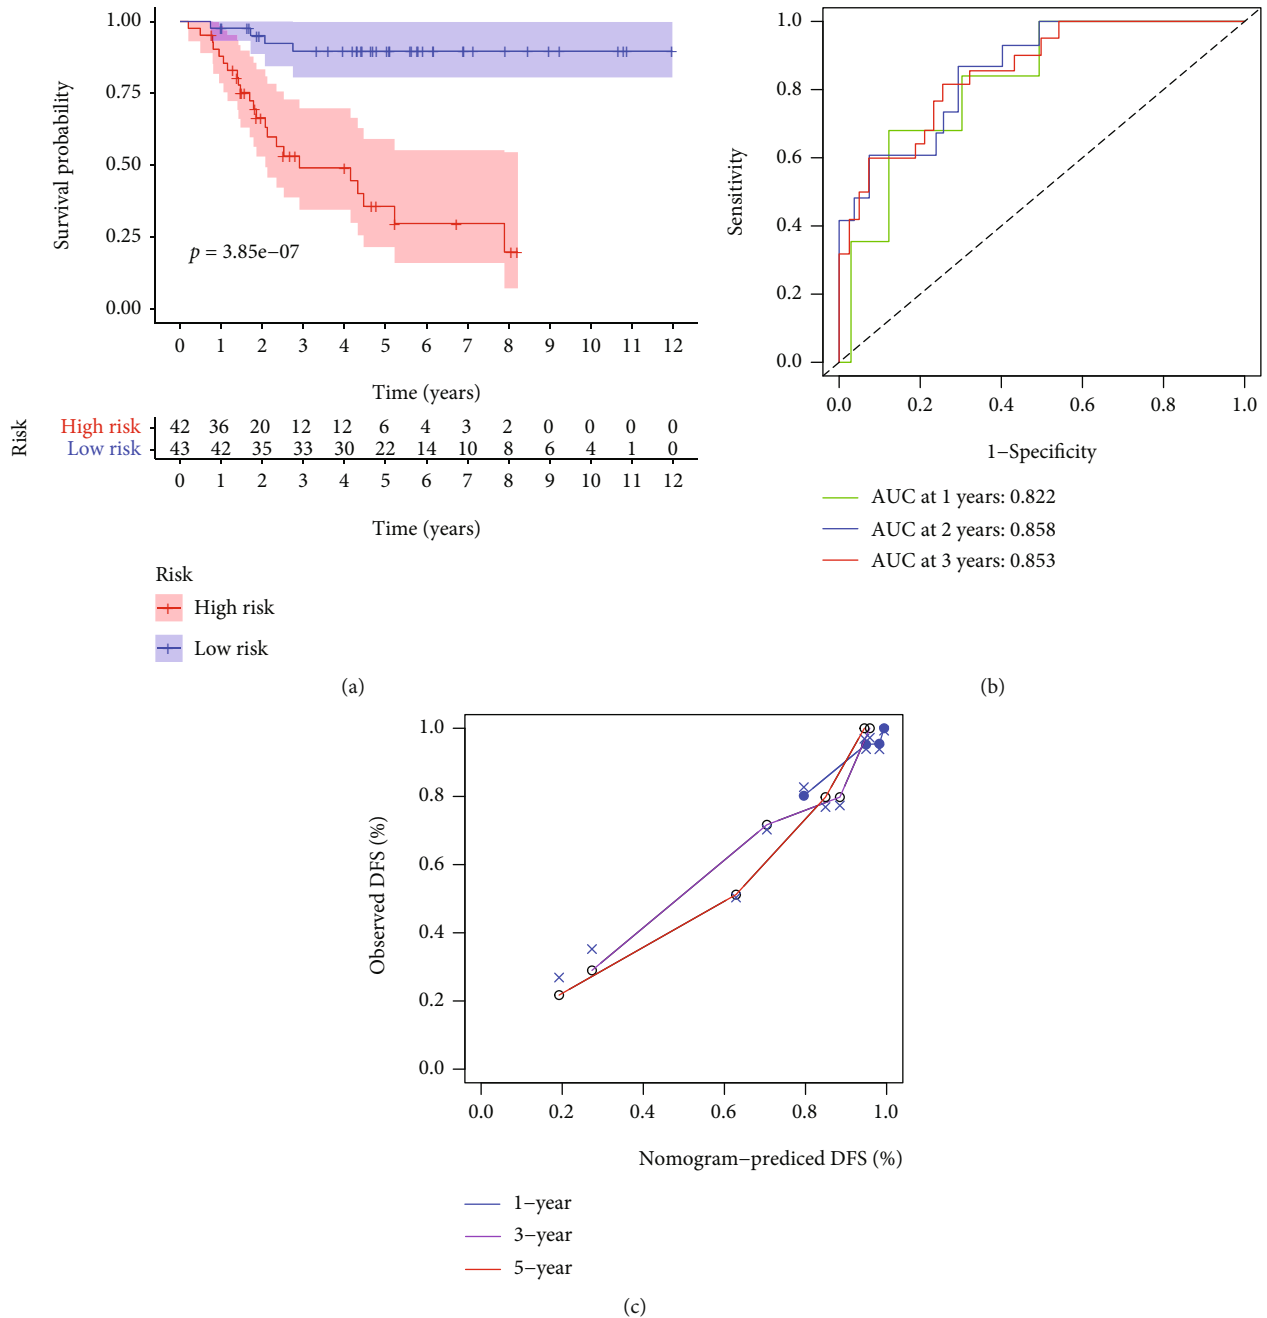 1.00
0.75
0.50
0.25
0.00
Survival probability
p = 3.85e−07
0 1 2 3 4 5 6 7 8 9 10 11 12
Time (years)
Risk
High risk 42 36 20 12 12 6 4 3 2 0 0 0 0
Low risk 43 42 35 33 30 22 14 10 8 6 4 1 0
0 1 2 3 4 5 6 7 8 9 10 11 12
Time (years)
Risk
High risk
Low risk
(a)
1.0
0.8
0.6
0.4
0.2
0.0
Sensitivity
0.0 0.2 0.4 0.6 0.8 1.0
1−Specificity
AUC at 1 years: 0.822
AUC at 2 years: 0.858
AUC at 3 years: 0.853
(b)
1.0
0.8
0.6
0.4
0.2
0.0
Observed DFS (%)
0.0 0.2 0.4 0.6 0.8 1.0
Nomogram−prediced DFS (%)
1−year
3−year
5−year
(c)